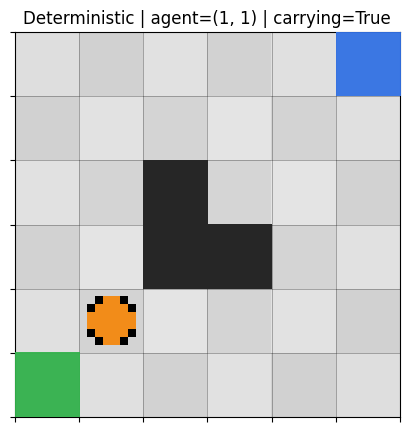 Deterministic | agent=(1, 1) | carrying=True